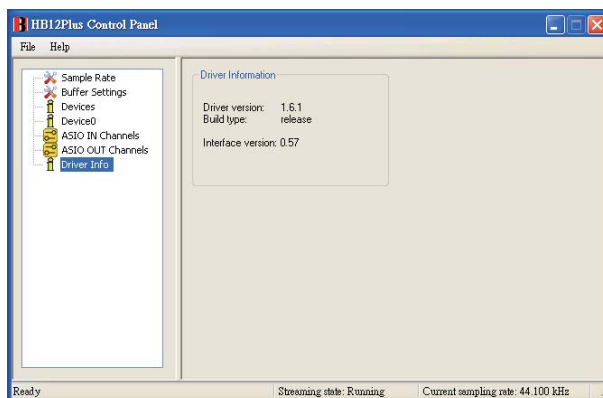 HB12Plus Control Panel
File Help
Sample Rate
Buffer Settings
Devices
Device0
ASIO IN Channels
ASIO OUT Channels
Driver Info
Driver Information
Driver version: 1.6.1
Build type: release
Interface version: 0.57
Ready
Streaming state: Running
Current sampling rate: 44.100 kHz